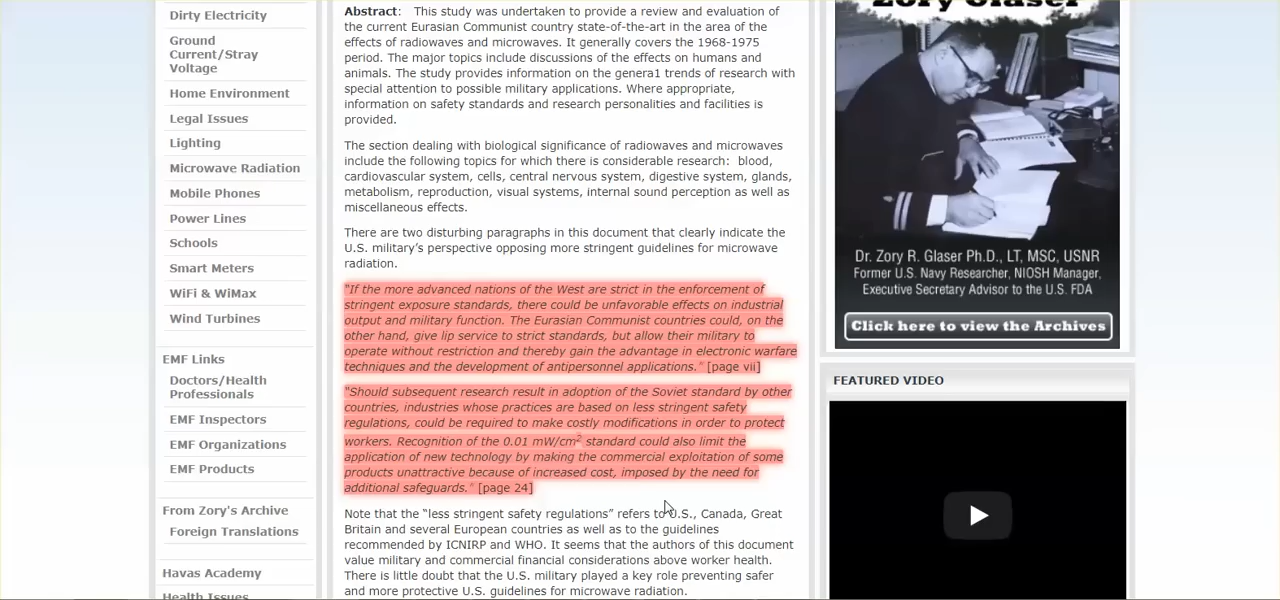 Dirty Electricity
Ground
Current/Stray
Voltage
Home Environment
Legal Issues
Lighting
Microwave Radiation
Mobile Phones
Power Lines
Schools
Smart Meters
WiFi & WiMax
Wind Turbines
EMF Links
Doctors/Health
Professionals
EMF Inspectors
EMF Organizations
EMF Products
From Zory's Archive
Foreign Translations
Havas Academy
Health Issues
Abstract: This study was undertaken to provide a review and evaluation of
the current Eurasian Communist country state-of-the-art in the area of the
effects of radiowaves and microwaves. It generally covers the 1968-1975
period. The major topics include discussions of the effects on humans and
animals. The study provides information on the genera1 trends of research with
special attention to possible military applications. Where appropriate,
information on safety standards and research personalities and facilities is
provided.
The section dealing with biological significance of radiowaves and microwaves
include the following topics for which there is considerable research: blood,
cardiovascular system, cells, central nervous system, digestive system, glands,
metabolism, reproduction, visual systems, internal sound perception as well as
miscellaneous effects.
There are two disturbing paragraphs in this document that clearly indicate the
U.S. military’s perspective opposing more stringent guidelines for microwave
radiation.
"If the more advanced nations of the West are strict in the enforcement of
stringent exposure standards, there could be unfavorable effects on industrial
output and military function. The Eurasian Communist countries could, on the
other hand, give lip service to strict standards, but allow their military to
operate without restriction and thereby gain the advantage in electronic warfare
techniques and the development of antipersonnel applications." [page vii]
"Should subsequent research result in adoption of the Soviet standard by other
countries, industries whose practices are based on less stringent safety
regulations, could be required to make costly modifications in order to protect
workers. Recognition of the 0.01 mW/cm² standard could also limit the
application of new technology by making the commercial exploitation of some
products unattractive because of increased cost, imposed by the need for
additional safeguards." [page 24]
Note that the “less stringent safety regulations” refers to U.S., Canada, Great
Britain and several European countries as well as to the guidelines
recommended by ICNIRP and WHO. It seems that the authors of this document
value military and commercial financial considerations above worker health.
There is little doubt that the U.S. military played a key role preventing safer
and more protective U.S. guidelines for microwave radiation.
Zory Glaser
Dr. Zory R. Glaser Ph.D., LT, MSC, USNR
Former U.S. Navy Researcher, NIOSH Manager,
Executive Secretary Advisor to the U.S. FDA
Click here to view the Archives
FEATURED VIDEO